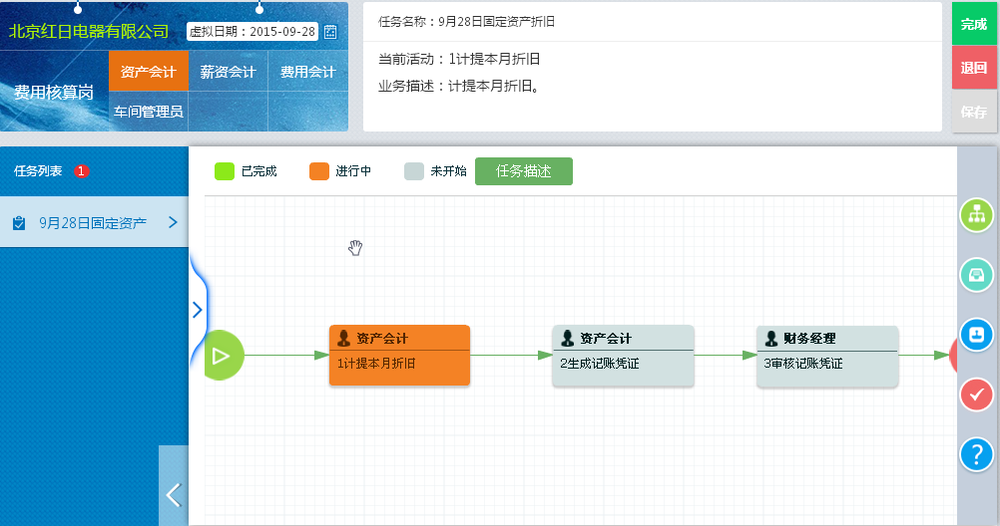 北京红日电器有限公司 虚拟日期：2015-09-28
费用核算岗
资产会计 薪资会计 费用会计
车间管理员
任务名称：9月28日固定资产折旧
当前活动：1计提本月折旧
业务描述：计提本月折旧。
完成
退回
保存
任务列表 1
9月28日固定资产
已完成 进行中 未开始 任务描述
资产会计
1计提本月折旧
资产会计
2生成记账凭证
财务经理
3审核记账凭证
?